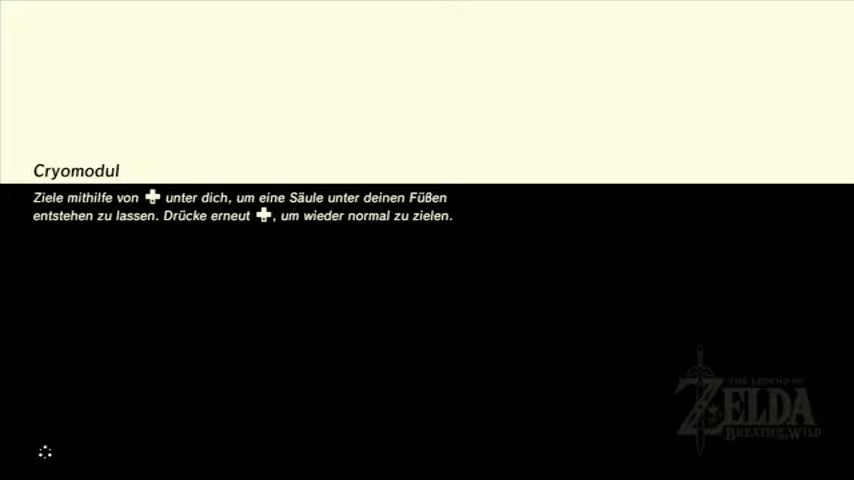 Cryomodul
Ziele mithilfe von unter dich, um eine Säule unter deinen Füßen
entstehen zu lassen. Drücke erneut , um wieder normal zu zielen.
THE LEGEND OF
ZELDA
BREATH OF THE WILD